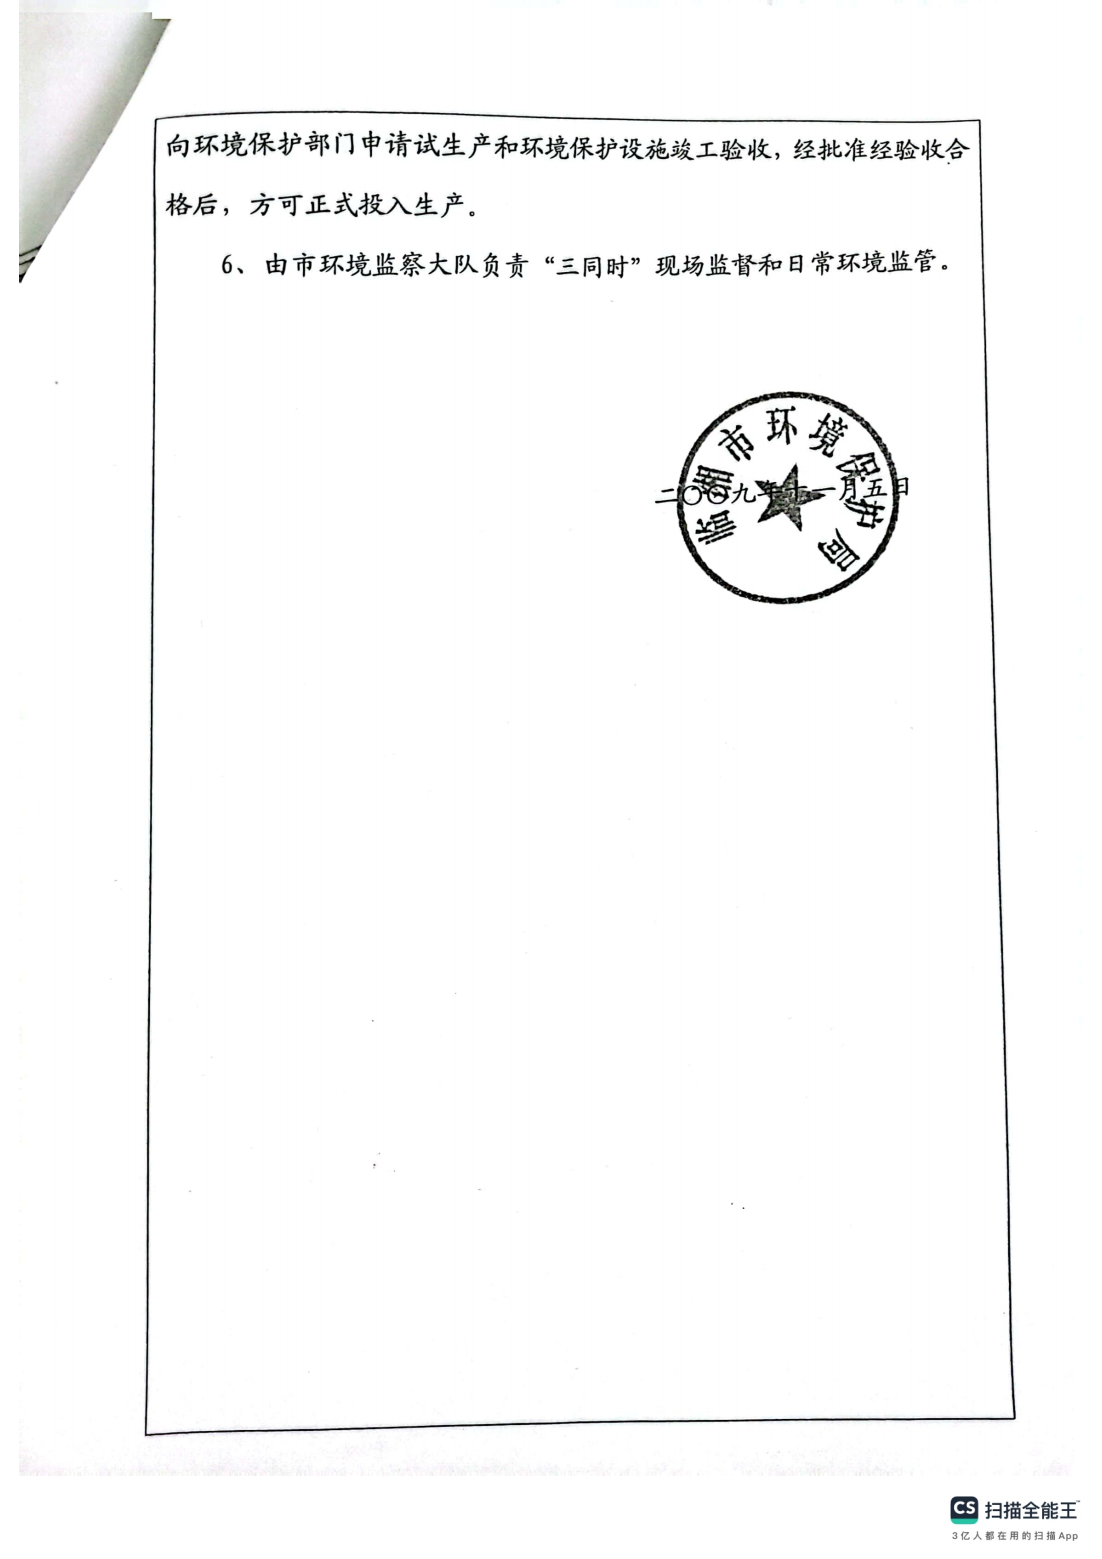 向环境保护部门申请试生产和环境保护设施竣工验收，经批准经验收合
格后，方可正式投入生产。
6、由市环境监察大队负责“三同时”现场监督和日常环境监管。
临湘市环境保护局
二〇〇九年十一月五日
CS 扫描全能王
3亿人都在用的扫描App